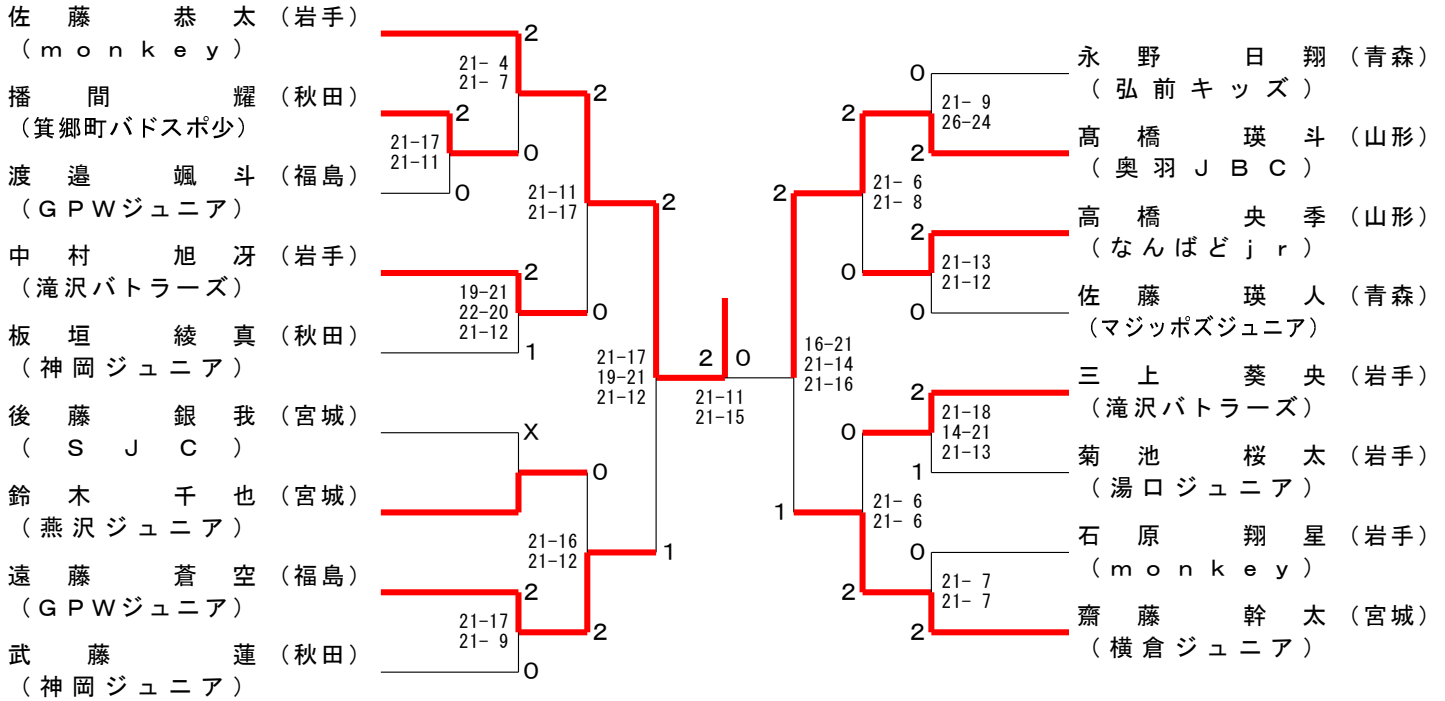 佐藤 恭太 (岩手)
(monkey)
播間 耀 (秋田)
(箕郷町バドスポ少)
渡邉 颯斗 (福島)
(GPWジュニア)
中村 旭冴 (岩手)
(滝沢バトラーズ)
板垣 綾真 (秋田)
(神岡ジュニア)
後藤 銀我 (宮城)
(SJC)
鈴木 千也 (宮城)
(燕沢ジュニア)
遠藤 蒼空 (福島)
(GPWジュニア)
武藤 蓮 (秋田)
(神岡ジュニア)
2
21- 4
21- 7
2
21-17
21-11
0
0
2
21-11
21-17
2
19-21
22-20
21-12
1
0
2
21-17
19-21
21-12
X
0
21-16
21-12
1
2
21-17
21- 9
0
2
2
0
21-11
21-15
2
16-21
21-14
21-16
1
2
21- 6
21- 8
0
0
21- 9
26-24
2
2
21-13
21-12
0
0
21- 6
21- 6
2
2
21-18
14-21
21-13
1
0
21- 7
21- 7
2
永野 日翔 (青森)
(弘前キッズ)
髙橋 瑛斗 (山形)
(奥羽JBC)
高橋 央季 (山形)
(なんばどjr)
佐藤 瑛人 (青森)
(マジッポズジュニア)
三上 葵央 (岩手)
(滝沢バトラーズ)
菊池 桜太 (岩手)
(湯口ジュニア)
石原 翔星 (岩手)
(monkey)
齋藤 幹太 (宮城)
(横倉ジュニア)